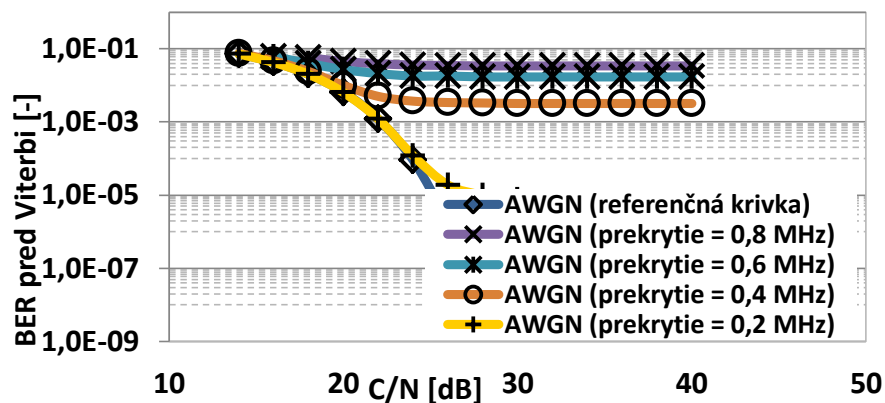 1,0E-01
1,0E-03
1,0E-05
1,0E-07
1,0E-09
BER pred Viterbi [-]
AWGN (referenčná krivka)
AWGN (prekrytie = 0,8 MHz)
AWGN (prekrytie = 0,6 MHz)
AWGN (prekrytie = 0,4 MHz)
AWGN (prekrytie = 0,2 MHz)
10 20 30 40 50
C/N [dB]